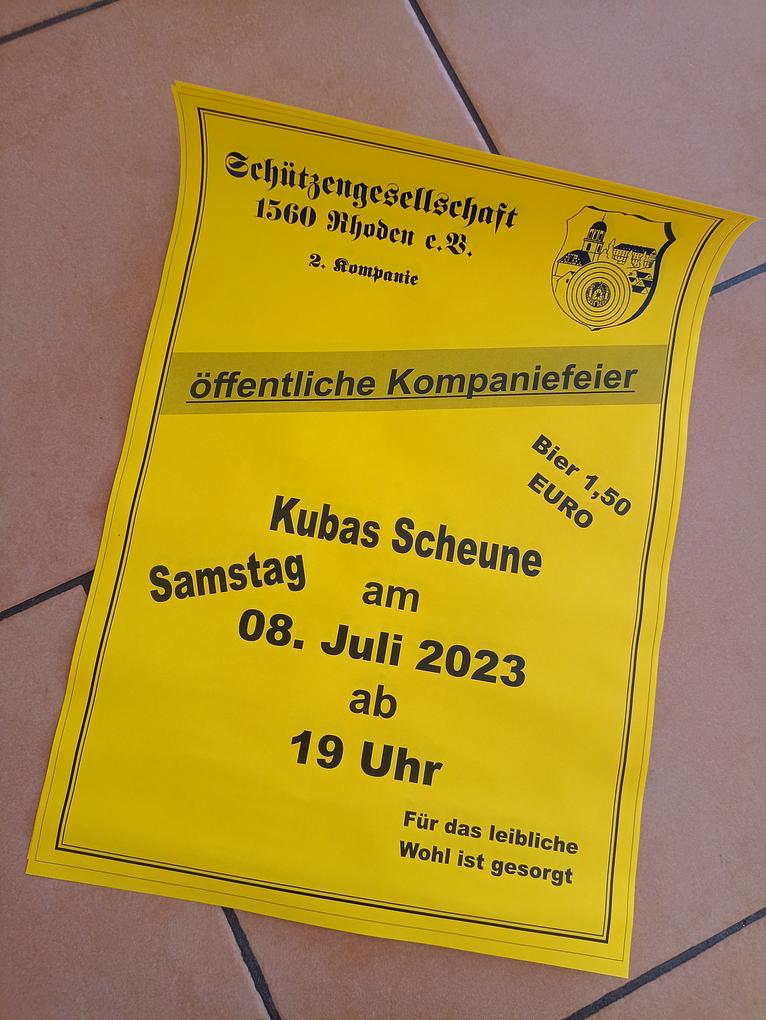 Schützengesellschaft
1560 Rhoden e.V.
2. Kompanie
öffentliche Kompaniefeier
Bier 1,50
EURO
Kubas Scheune
Samstag am
08. Juli 2023
ab
19 Uhr
Für das leibliche
Wohl ist gesorgt